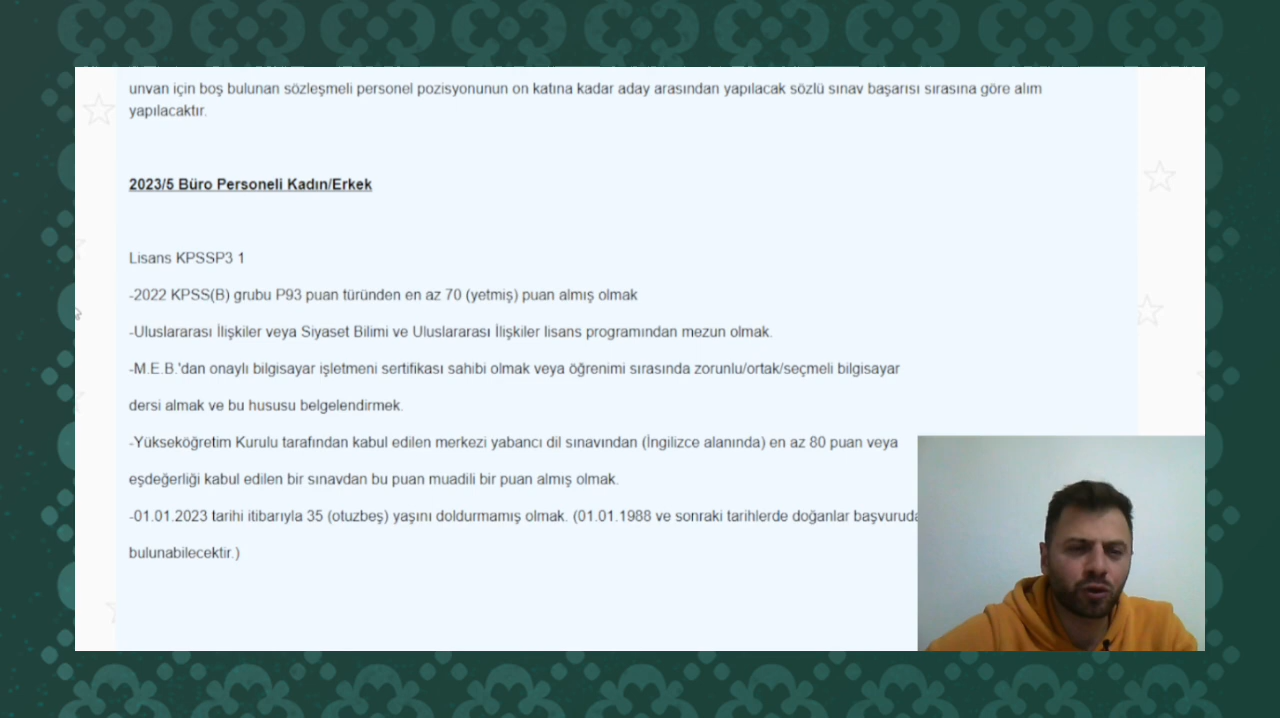 unvan için boş bulunan sözleşmeli personel pozisyonunun on katına kadar aday arasından yapılacak sözlü sınav başarısı sırasına göre alım
yapılacaktır.
2023/5 Büro Personeli Kadın/Erkek
Lisans KPSSP3 1
-2022 KPSS(B) grubu P93 puan türünden en az 70 (yetmiş) puan almış olmak
-Uluslararası İlişkiler veya Siyaset Bilimi ve Uluslararası İlişkiler lisans programından mezun olmak.
-M.E.B.'dan onaylı bilgisayar işletmeni sertifikası sahibi olmak veya öğrenimi sırasında zorunlu/ortak/seçmeli bilgisayar
dersi almak ve bu hususu belgelendirmek.
-Yükseköğretim Kurulu tarafından kabul edilen merkezi yabancı dil sınavından (İngilizce alanında) en az 80 puan veya
eşdeğerliği kabul edilen bir sınavdan bu puan muadili bir puan almış olmak.
-01.01.2023 tarihi itibarıyla 35 (otuzbeş) yaşını doldurmamış olmak. (01.01.1988 ve sonraki tarihlerde doğanlar başvuruda
bulunabilecektir.)